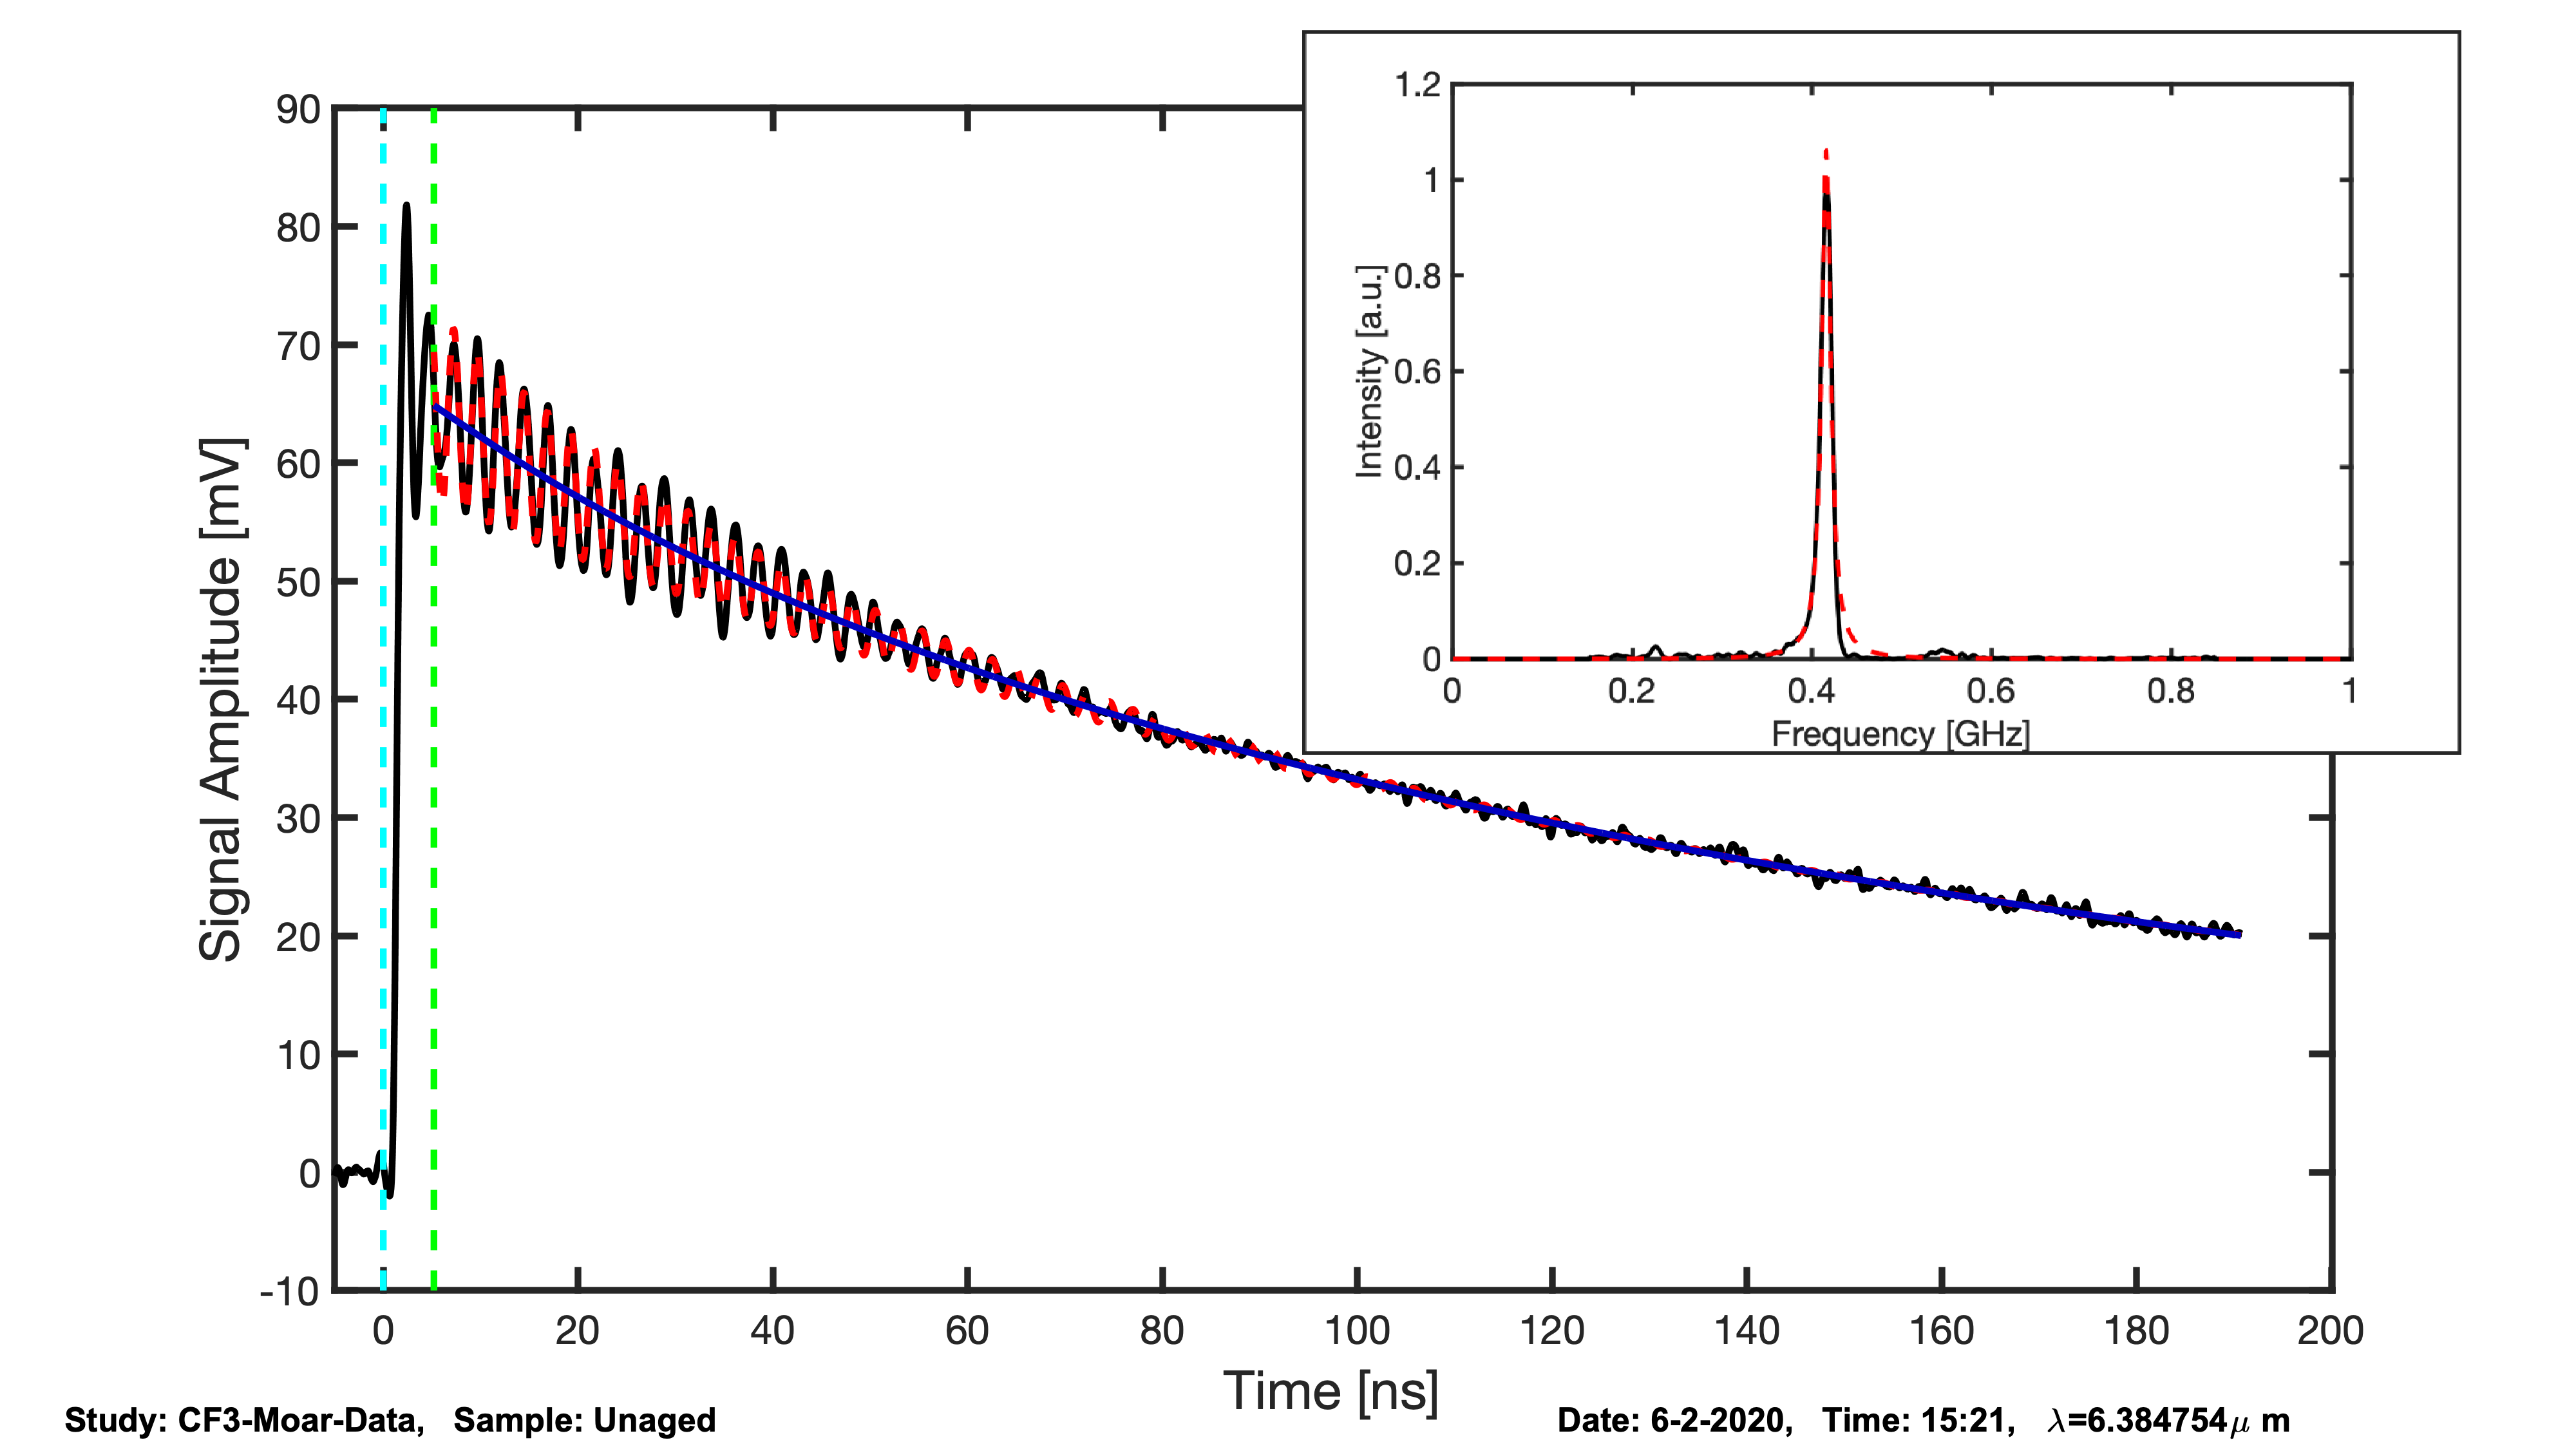 1.2
1
0.8
0.6
0.4
0.2
0
0 0.2 0.4 0.6 0.8 1
Intensity [a.u.]
Frequency [GHz]
90
80
70
60
50
40
30
20
10
0
-10
Signal Amplitude [mV]
0 20 40 60 80 100 120 140 160 180 200
Time [ns]
Study: CF3-Moar-Data, Sample: Unaged
Date: 6-2-2020, Time: 15:21, λ=6.384754μ m